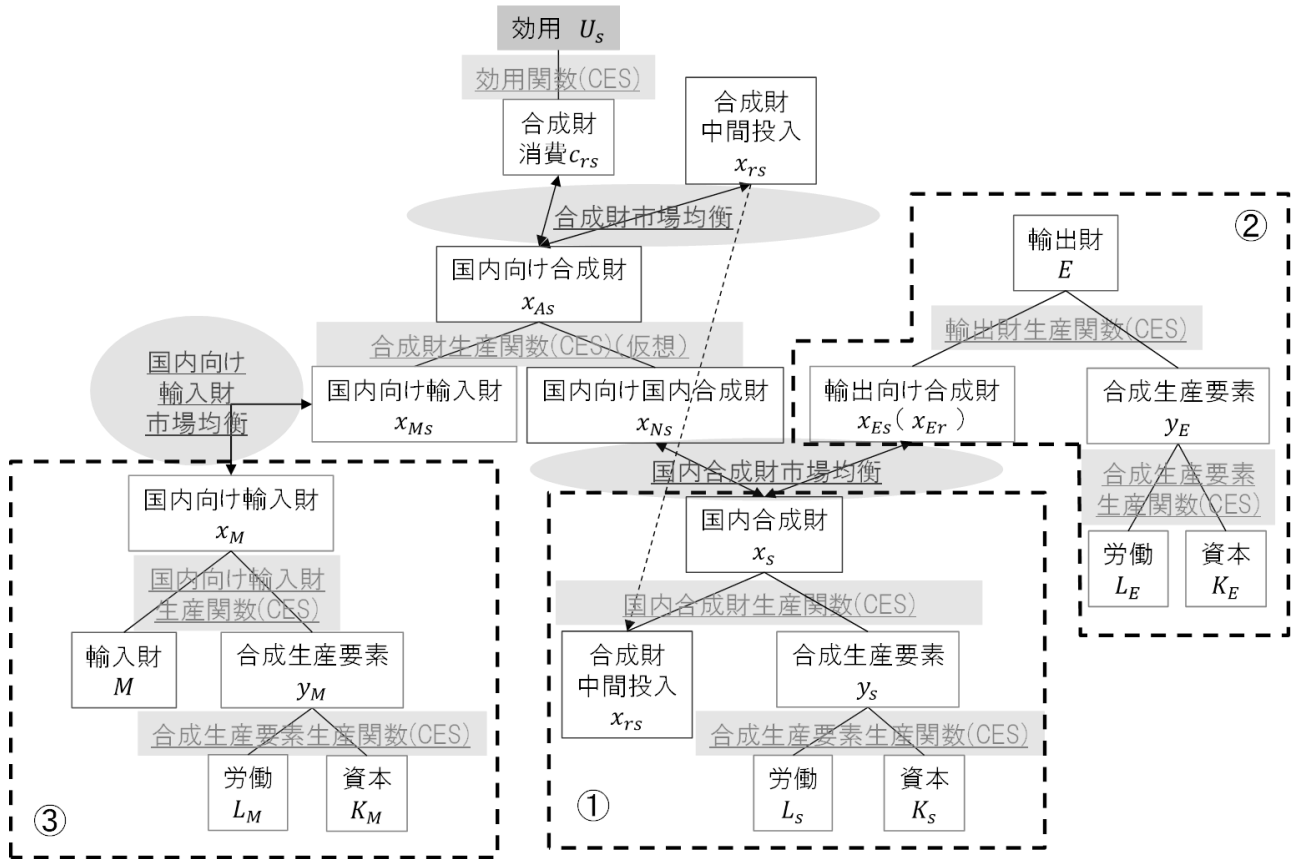 効用 U_s
効用関数(CES)
合成財
消費c_rs
合成財
中間投入
x_rs
合成財市場均衡
国内向け合成財
x_As
合成財生産関数(CES)(仮想)
国内向け
輸入財
市場均衡
国内向け輸入財
x_Ms
国内向け国内合成財
x_Ns
②
輸出財
E
輸出財生産関数(CES)
輸出向け合成財
x_Es( x_Er )
合成生産要素
y_E
合成生産要素
生産関数(CES)
労働
L_E
資本
K_E
国内合成財市場均衡
国内合成財
x_s
国内合成財生産関数(CES)
合成財
中間投入
x_rs
合成生産要素
y_s
合成生産要素生産関数(CES)
労働
L_s
資本
K_s
①
国内向け輸入財
x_M
国内向け輸入財
生産関数(CES)
輸入財
M
合成生産要素
y_M
合成生産要素生産関数(CES)
労働
L_M
資本
K_M
③